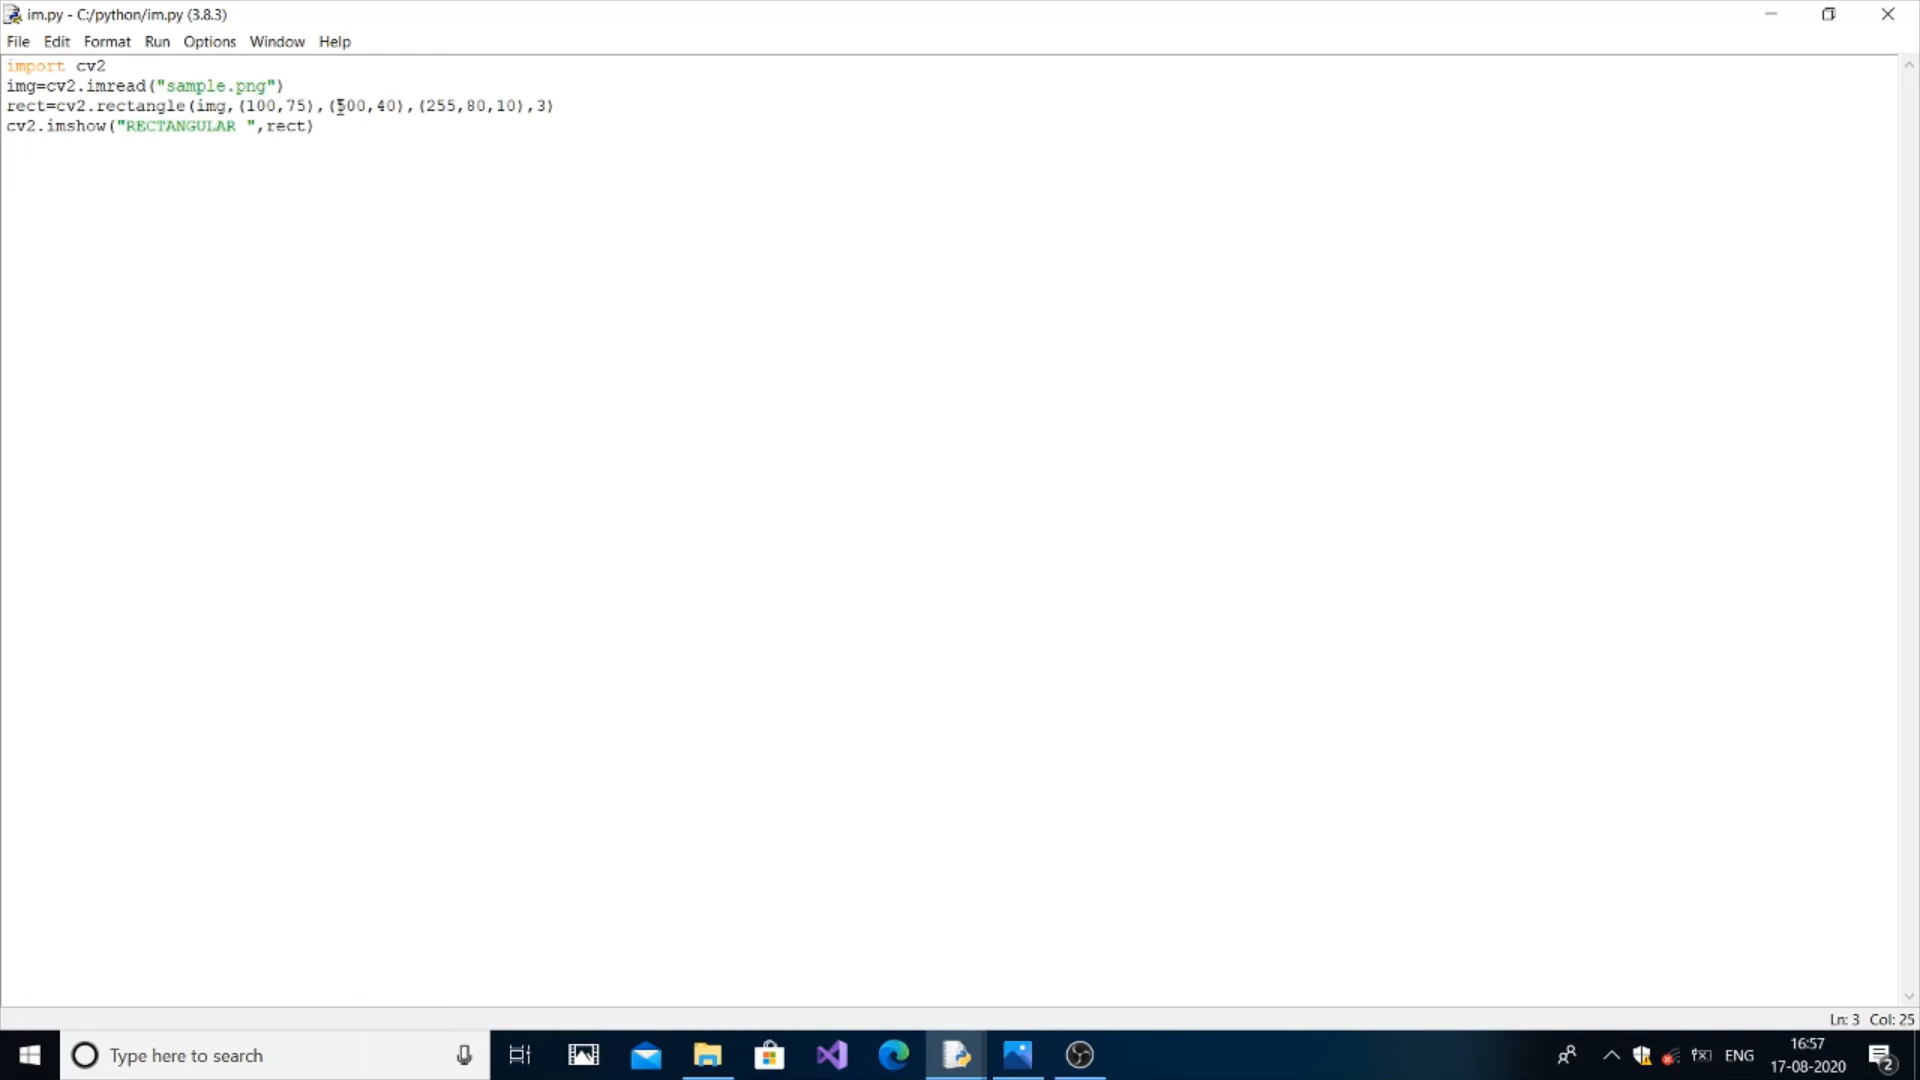 im.py - C:/python/im.py (3.8.3)
File Edit Format Run Options Window Help
import cv2
img=cv2.imread("sample.png")
rect=cv2.rectangle(img,(100,75),(500,40),(255,80,10),3)
cv2.imshow("RECTANGULAR ",rect)
Ln: 3 Col: 25
Type here to search
ENG
16:57
17-08-2020
2